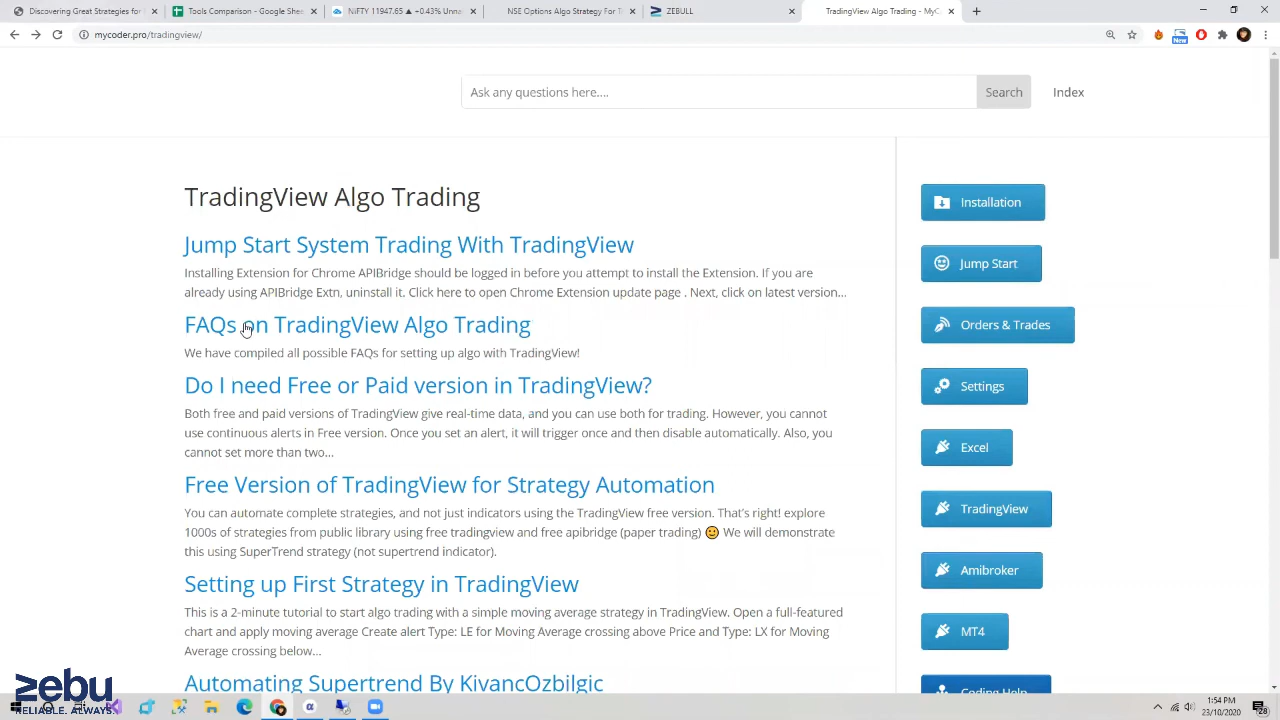 Discovering Great Strategies for
Tools Comparison - Google Shee
NIFTY 11947.65 ▲ +0.43% Unna
NSE Options Algo Strategy For Tr
ZEBULL
TradingView Algo Trading - MyC
mycoder.pro/tradingview/
New
Ask any questions here....
Search
Index
TradingView Algo Trading
Jump Start System Trading With TradingView
Installing Extension for Chrome APIBridge should be logged in before you attempt to install the Extension. If you are
already using APIBridge Extn, uninstall it. Click here to open Chrome Extension update page . Next, click on latest version...
FAQs on TradingView Algo Trading
We have compiled all possible FAQs for setting up algo with TradingView!
Do I need Free or Paid version in TradingView?
Both free and paid versions of TradingView give real-time data, and you can use both for trading. However, you cannot
use continuous alerts in Free version. Once you set an alert, it will trigger once and then disable automatically. Also, you
cannot set more than two...
Free Version of TradingView for Strategy Automation
You can automate complete strategies, and not just indicators using the TradingView free version. That's right! explore
1000s of strategies from public library using free tradingview and free apibridge (paper trading) 🙂 We will demonstrate
this using SuperTrend strategy (not supertrend indicator).
Setting up First Strategy in TradingView
This is a 2-minute tutorial to start algo trading with a simple moving average strategy in TradingView. Open a full-featured
chart and apply moving average Create alert Type: LE for Moving Average crossing above Price and Type: LX for Moving
Average crossing below...
Automating Supertrend By KivancOzbilgic
Installation
Jump Start
Orders & Trades
Settings
Excel
TradingView
Amibroker
MT4
Coding Help
zebu
RELIABLE. ALWAYS.
1:54 PM
23/10/2020
28